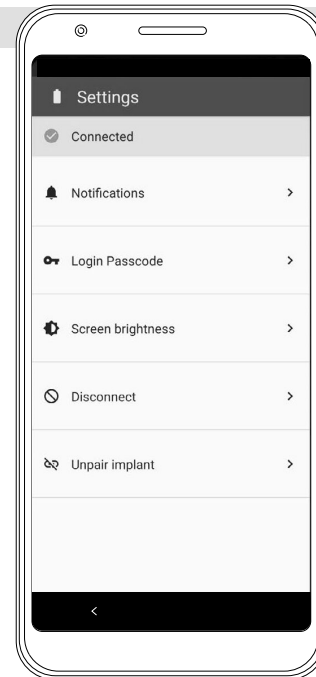 Settings
Connected
Notifications
Login Passcode
Screen brightness
Disconnect
Unpair implant